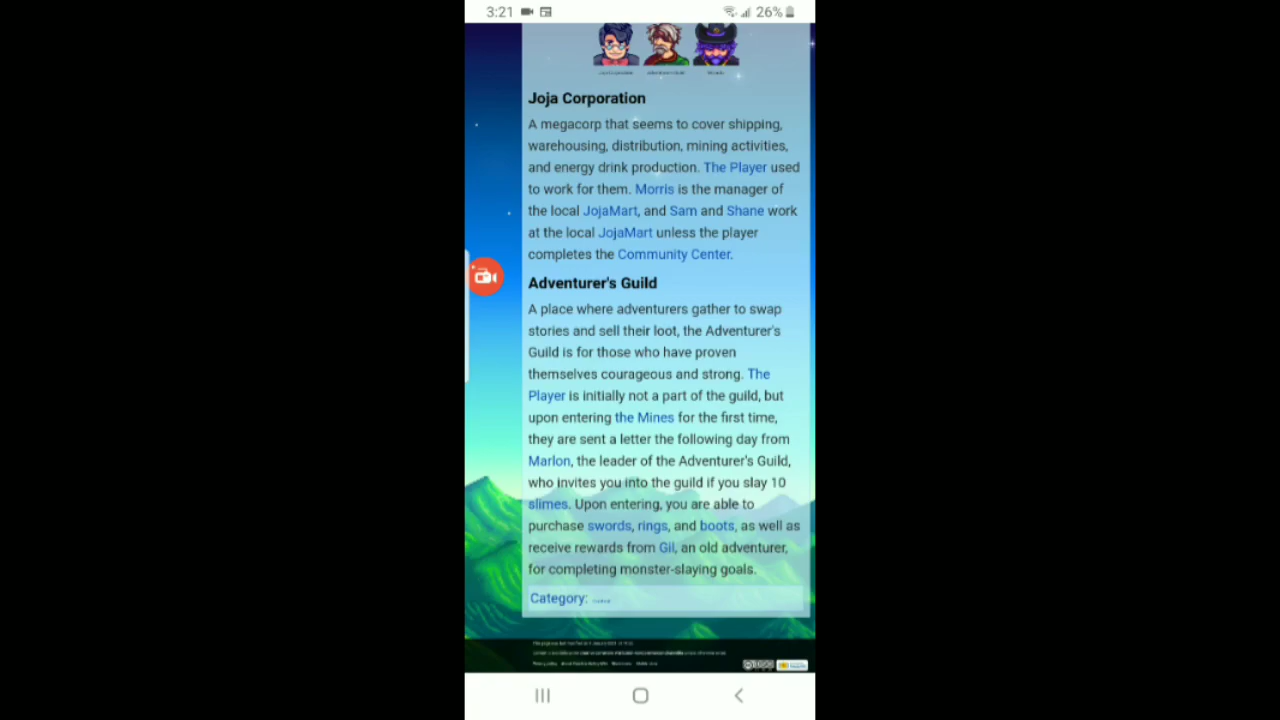 3:21
26%
Joja Corporation
A megacorp that seems to cover shipping,
warehousing, distribution, mining activities,
and energy drink production. The Player used
to work for them. Morris is the manager of
the local JojaMart, and Sam and Shane work
at the local JojaMart unless the player
completes the Community Center.
Adventurer's Guild
A place where adventurers gather to swap
stories and sell their loot, the Adventurer's
Guild is for those who have proven
themselves courageous and strong. The
Player is initially not a part of the guild, but
upon entering the Mines for the first time,
they are sent a letter the following day from
Marlon, the leader of the Adventurer's Guild,
who invites you into the guild if you slay 10
slimes. Upon entering, you are able to
purchase swords, rings, and boots, as well as
receive rewards from Gil, an old adventurer,
for completing monster-slaying goals.
Category: